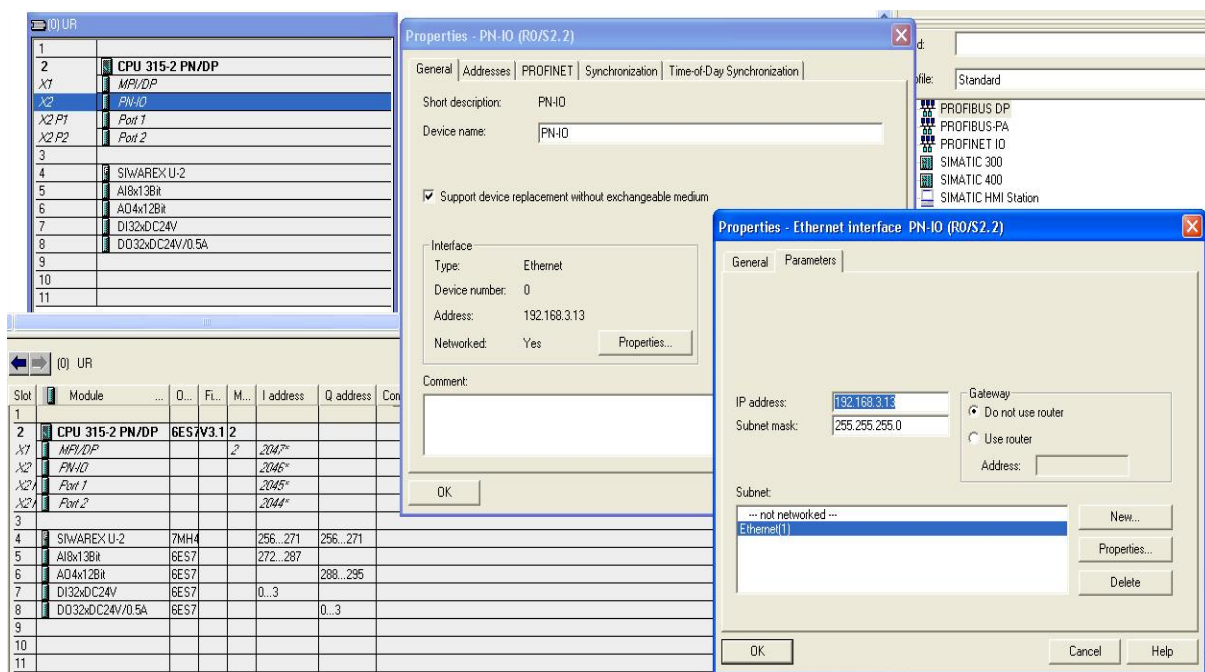 (0) UR
1
2 CPU 315-2 PN/DP
X1 MPI/DP
X2 PN-IO
X2 P1 Port 1
X2 P2 Port 2
3
4 SIWAREX U-2
5 AI8x13Bit
6 AO4x12Bit
7 DI32xDC24V
8 DO32xDC24V/0.5A
9
10
11
Properties - PN-IO (R0/S2.2)
General Addresses PROFINET Synchronization Time-of-Day Synchronization
Short description: PN-IO
Device name: PN-IO
Support device replacement without exchangeable medium
Interface
Type: Ethernet
Device number: 0
Address: 192.168.3.13
Networked: Yes Properties...
Comment:
OK
Standard
PROFIBUS DP
PROFIBUS-PA
PROFINET IO
SIMATIC 300
SIMATIC 400
SIMATIC HMI Station
Properties - Ethernet interface PN-IO (R0/S2.2)
General Parameters
IP address: 192.168.3.13
Subnet mask: 255.255.255.0
Gateway
Do not use router
Use router
Address:
Subnet:
--- not networked ---
Ethernet(1)
New...
Properties...
Delete
OK Cancel Help
(0) UR
Slot Module ... O... Fi... M... I address Q address
1
2 CPU 315-2 PN/DP 6ES7 V3.1 2
X1 MPI/DP 2 2047*
X2 PN-IO 2046*
Port 1 2045*
Port 2 2044*
3
4 SIWAREX U-2 7MH4 256...271 256...271
5 AI8x13Bit 6ES7 272...287
6 AO4x12Bit 6ES7 288...295
7 DI32xDC24V 6ES7 0...3
8 DO32xDC24V/0.5A 6ES7 0...3
9
10
11